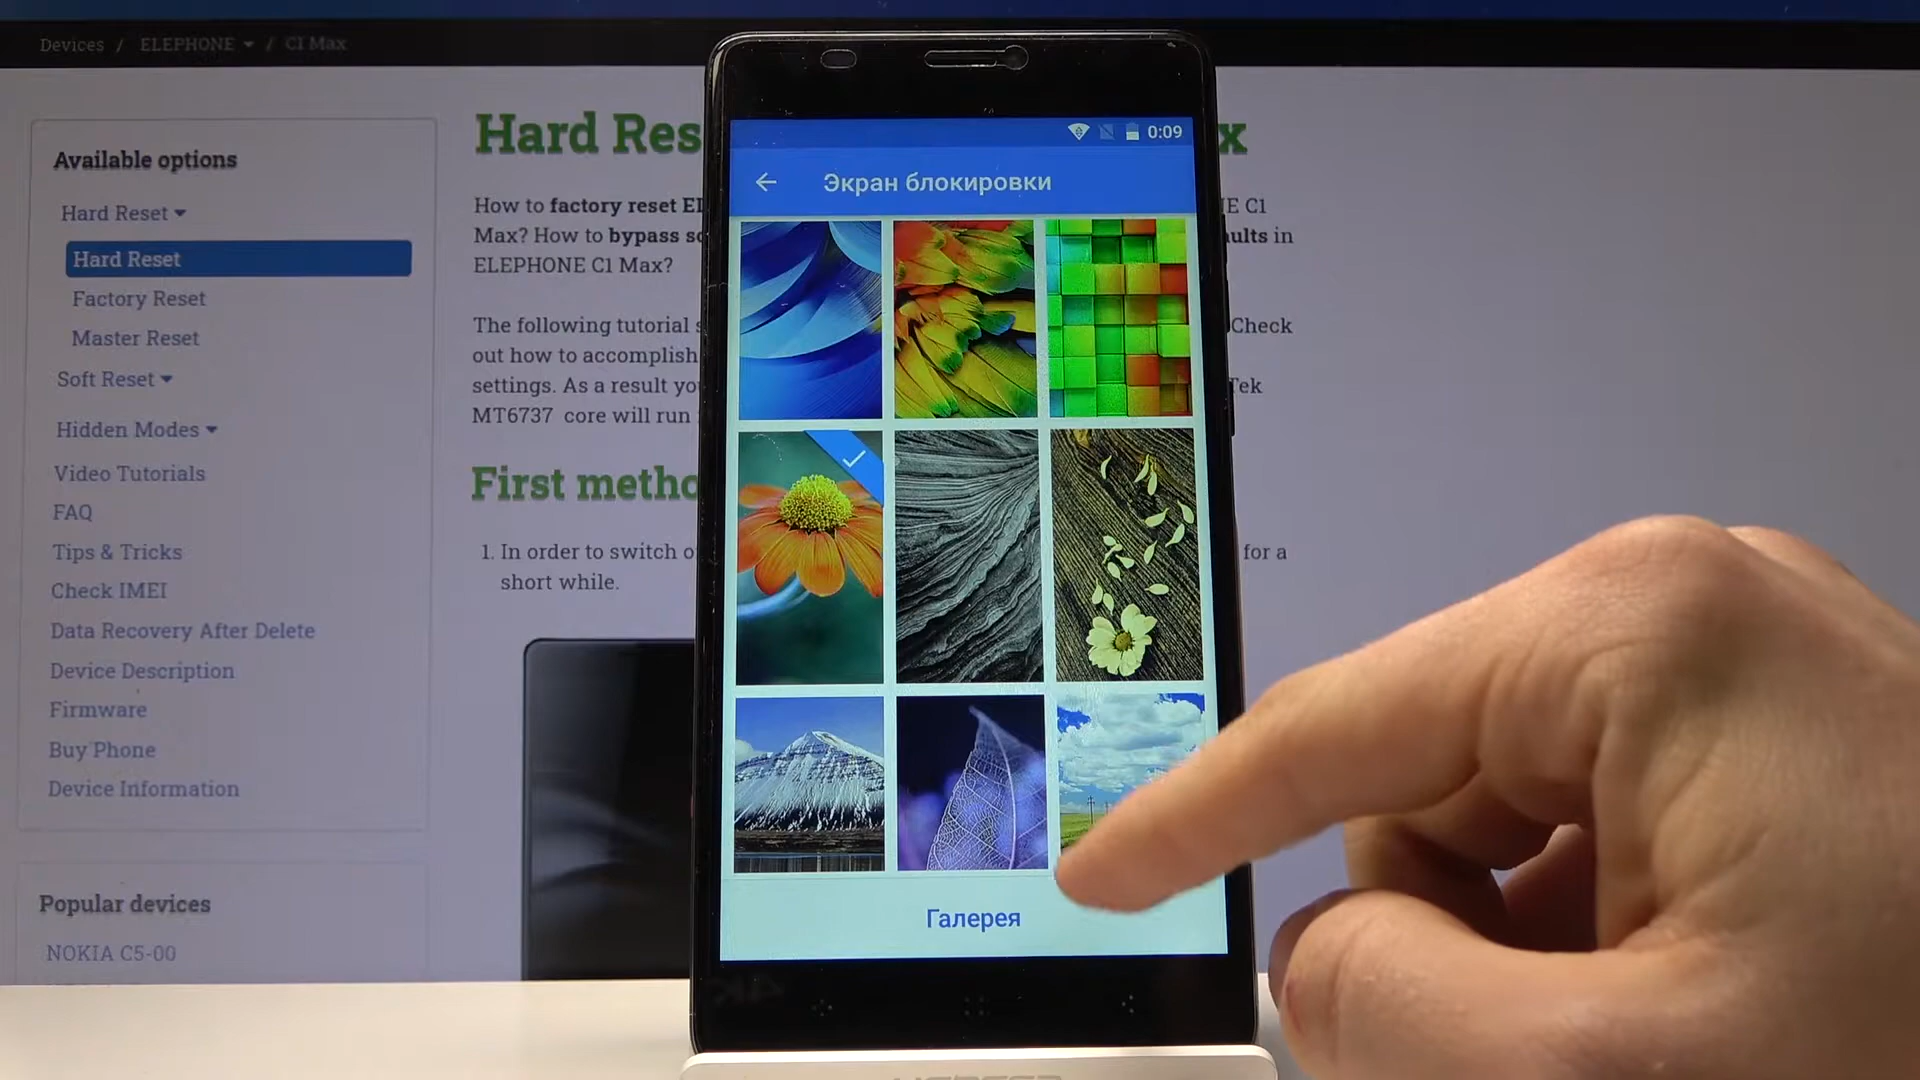 Devices / ELEPHONE / C1 Max
Available options
Hard Reset
Hard Reset
Factory Reset
Master Reset
Soft Reset
Hidden Modes
Video Tutorials
FAQ
Tips & Tricks
Check IMEI
Data Recovery After Delete
Device Description
Firmware
Buy Phone
Device Information
Popular devices
NOKIA C5-00
Hard Res x
How to factory reset E E C1
Max? How to bypass s ults in
ELEPHONE C1 Max?
The following tutorial Check
out how to accomplish
settings. As a result yo Tek
MT6737 core will run
First metho
1. In order to switch o for a
short while.
0:09
Экран блокировки
Галерея